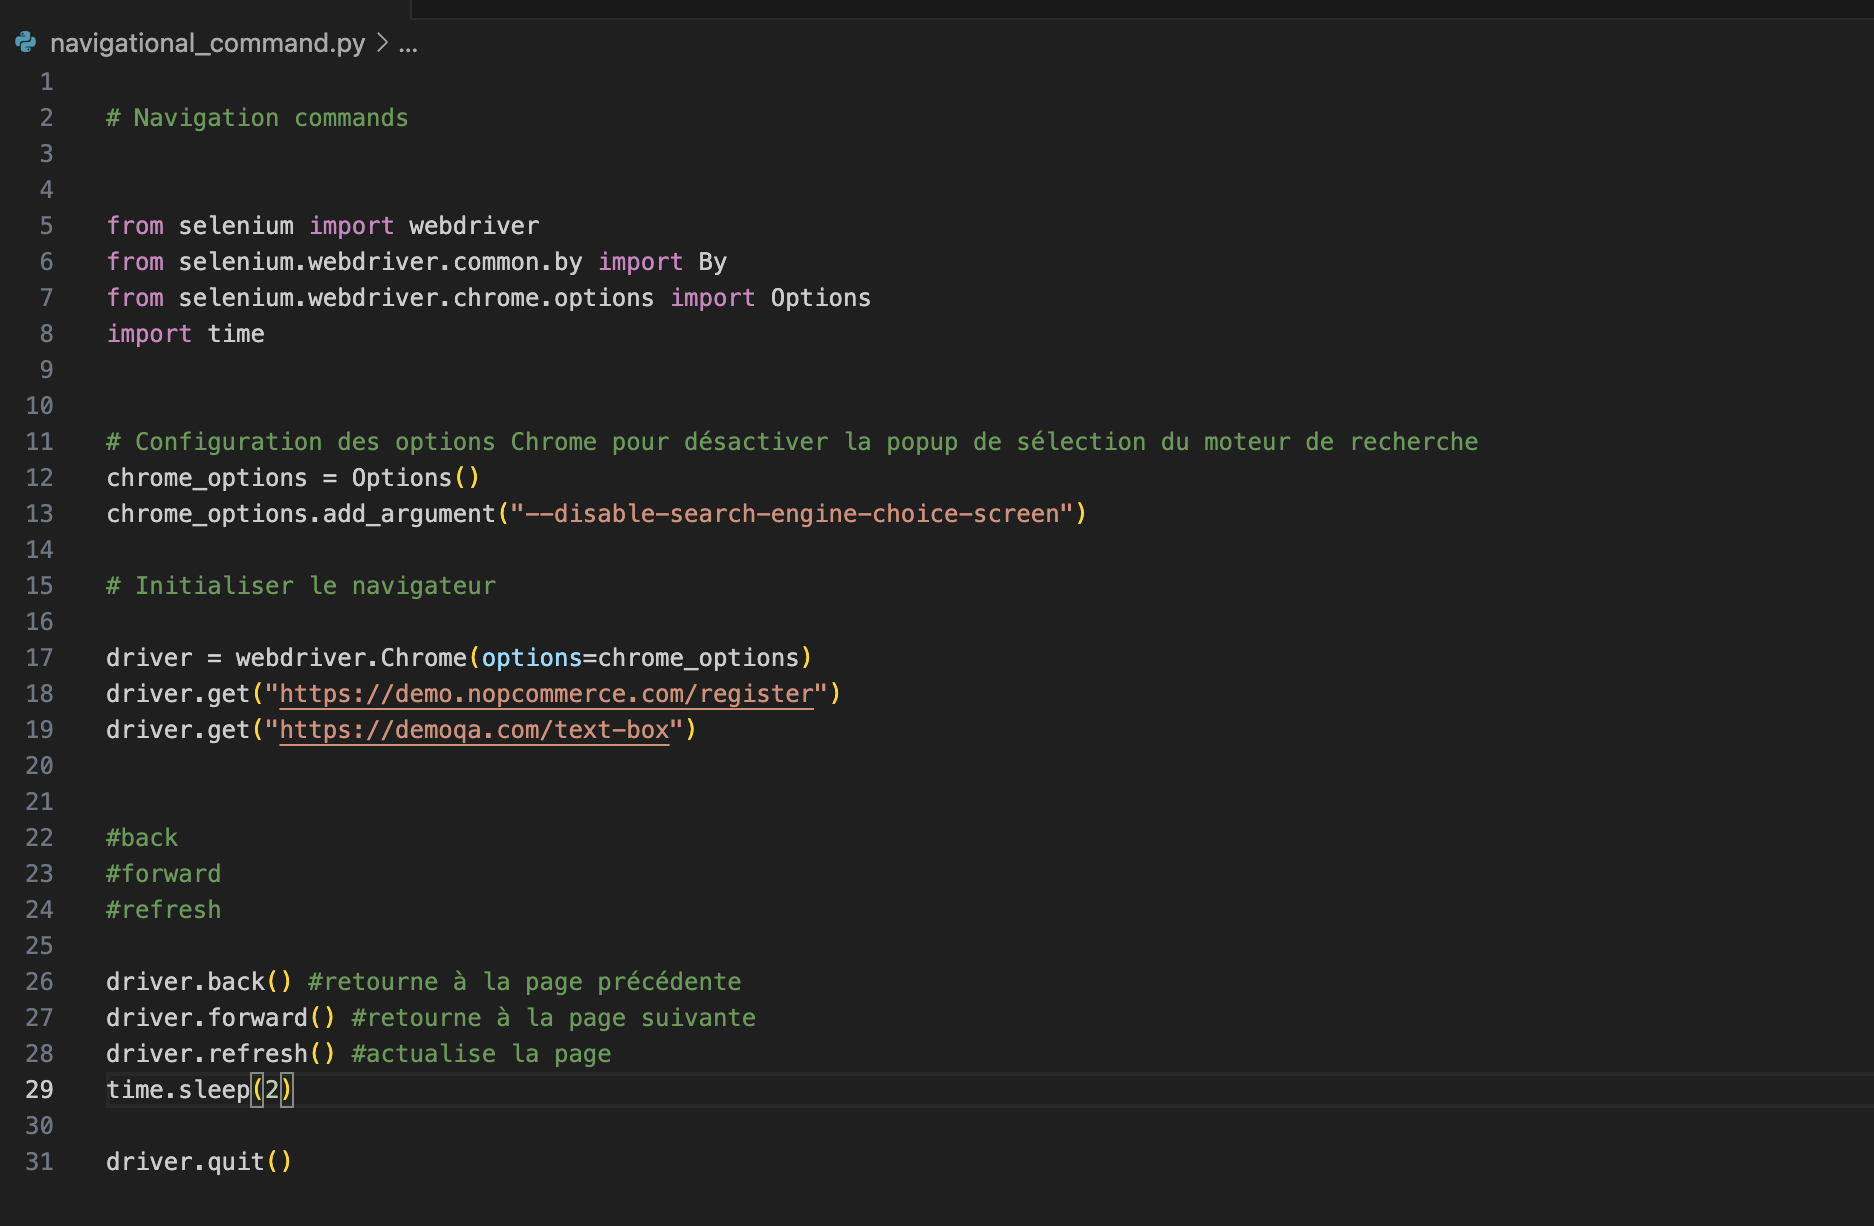 navigational_command.py > ...
1
2 # Navigation commands
3
4
5 from selenium import webdriver
6 from selenium.webdriver.common.by import By
7 from selenium.webdriver.chrome.options import Options
8 import time
9
10
11 # Configuration des options Chrome pour désactiver la popup de sélection du moteur de recherche
12 chrome_options = Options()
13 chrome_options.add_argument("--disable-search-engine-choice-screen")
14
15 # Initialiser le navigateur
16
17 driver = webdriver.Chrome(options=chrome_options)
18 driver.get("https://demo.nopcommerce.com/register")
19 driver.get("https://demoqa.com/text-box")
20
21
22 #back
23 #forward
24 #refresh
25
26 driver.back() #retourne à la page précédente
27 driver.forward() #retourne à la page suivante
28 driver.refresh() #actualise la page
29 time.sleep(2)
30
31 driver.quit()